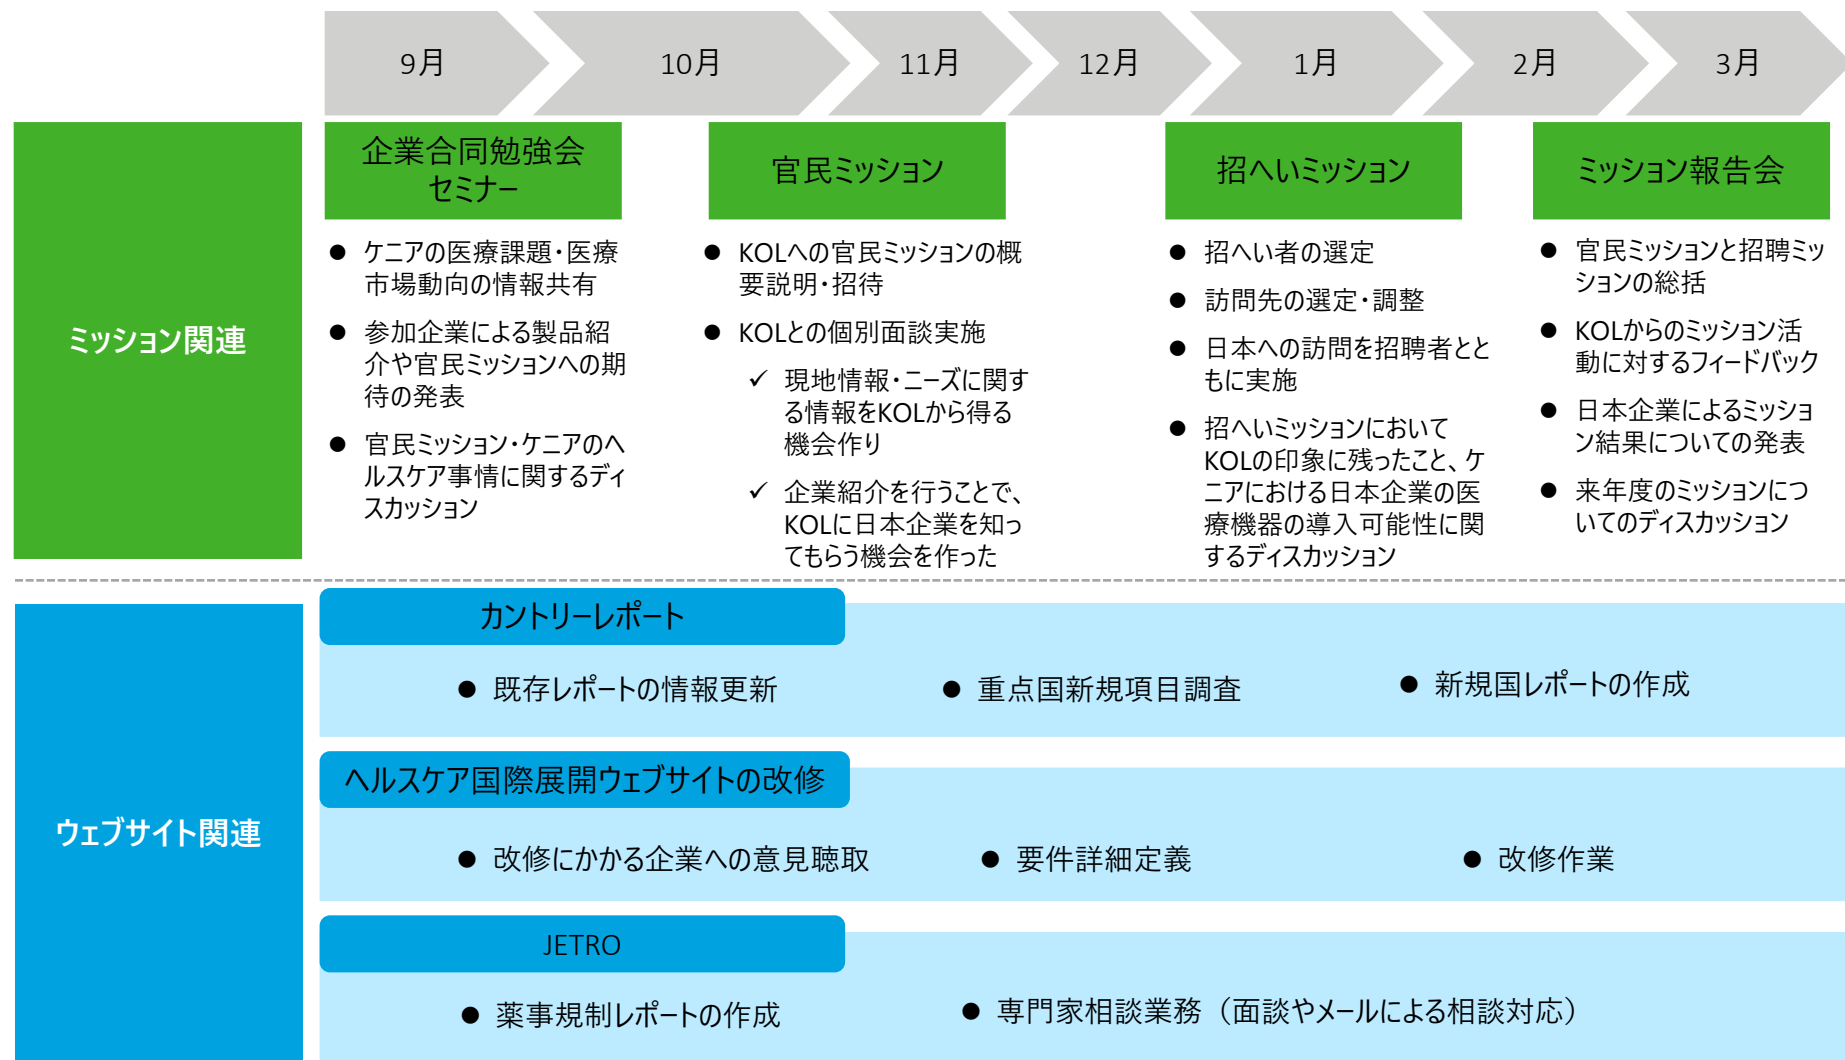 9月
10月
11月
12月
1月
2月
3月
ミッション関連
企業合同勉強会
セミナー
● ケニアの医療課題・医療
市場動向の情報共有
● 参加企業による製品紹
介や官民ミッションへの期
待の発表
● 官民ミッション・ケニアのヘ
ルスケア事情に関するディ
スカッション
官民ミッション
● KOLへの官民ミッションの概
要説明・招待
● KOLとの個別面談実施
✓ 現地情報・ニーズに関す
る情報をKOLから得る
機会作り
✓ 企業紹介を行うことで、
KOLに日本企業を知っ
てもらう機会を作った
招へいミッション
● 招へい者の選定
● 訪問先の選定・調整
● 日本への訪問を招聘者とと
もに実施
● 招へいミッションにおいて
KOLの印象に残ったこと、ケ
ニアにおける日本企業の医
療機器の導入可能性に関
するディスカッション
ミッション報告会
● 官民ミッションと招聘ミッ
ションの総括
● KOLからのミッション活
動に対するフィードバック
● 日本企業によるミッショ
ン結果についての発表
● 来年度のミッションにつ
いてのディスカッション
ウェブサイト関連
カントリーレポート
● 既存レポートの情報更新
● 重点国新規項目調査
● 新規国レポートの作成
ヘルスケア国際展開ウェブサイトの改修
● 改修にかかる企業への意見聴取
● 要件詳細定義
● 改修作業
JETRO
● 薬事規制レポートの作成
● 専門家相談業務（面談やメールによる相談対応）